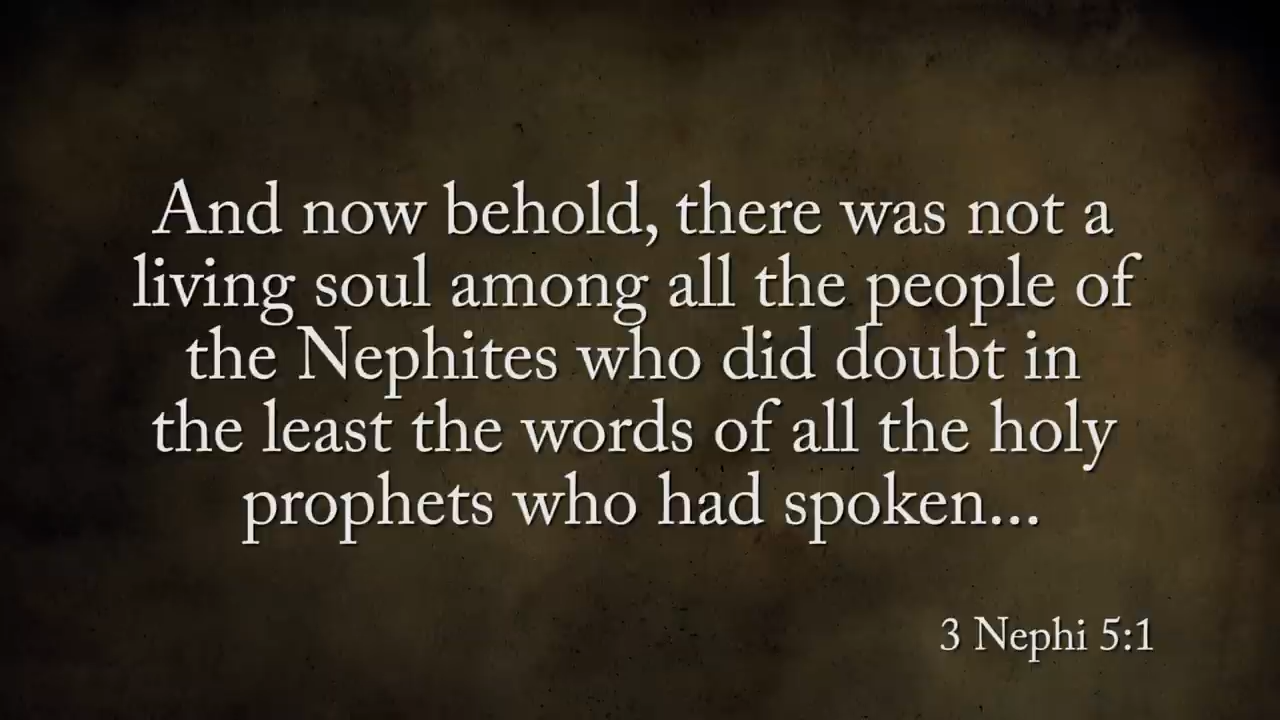 And now behold, there was not a
living soul among all the people of
the Nephites who did doubt in
the least the words of all the holy
prophets who had spoken...
3 Nephi 5:1